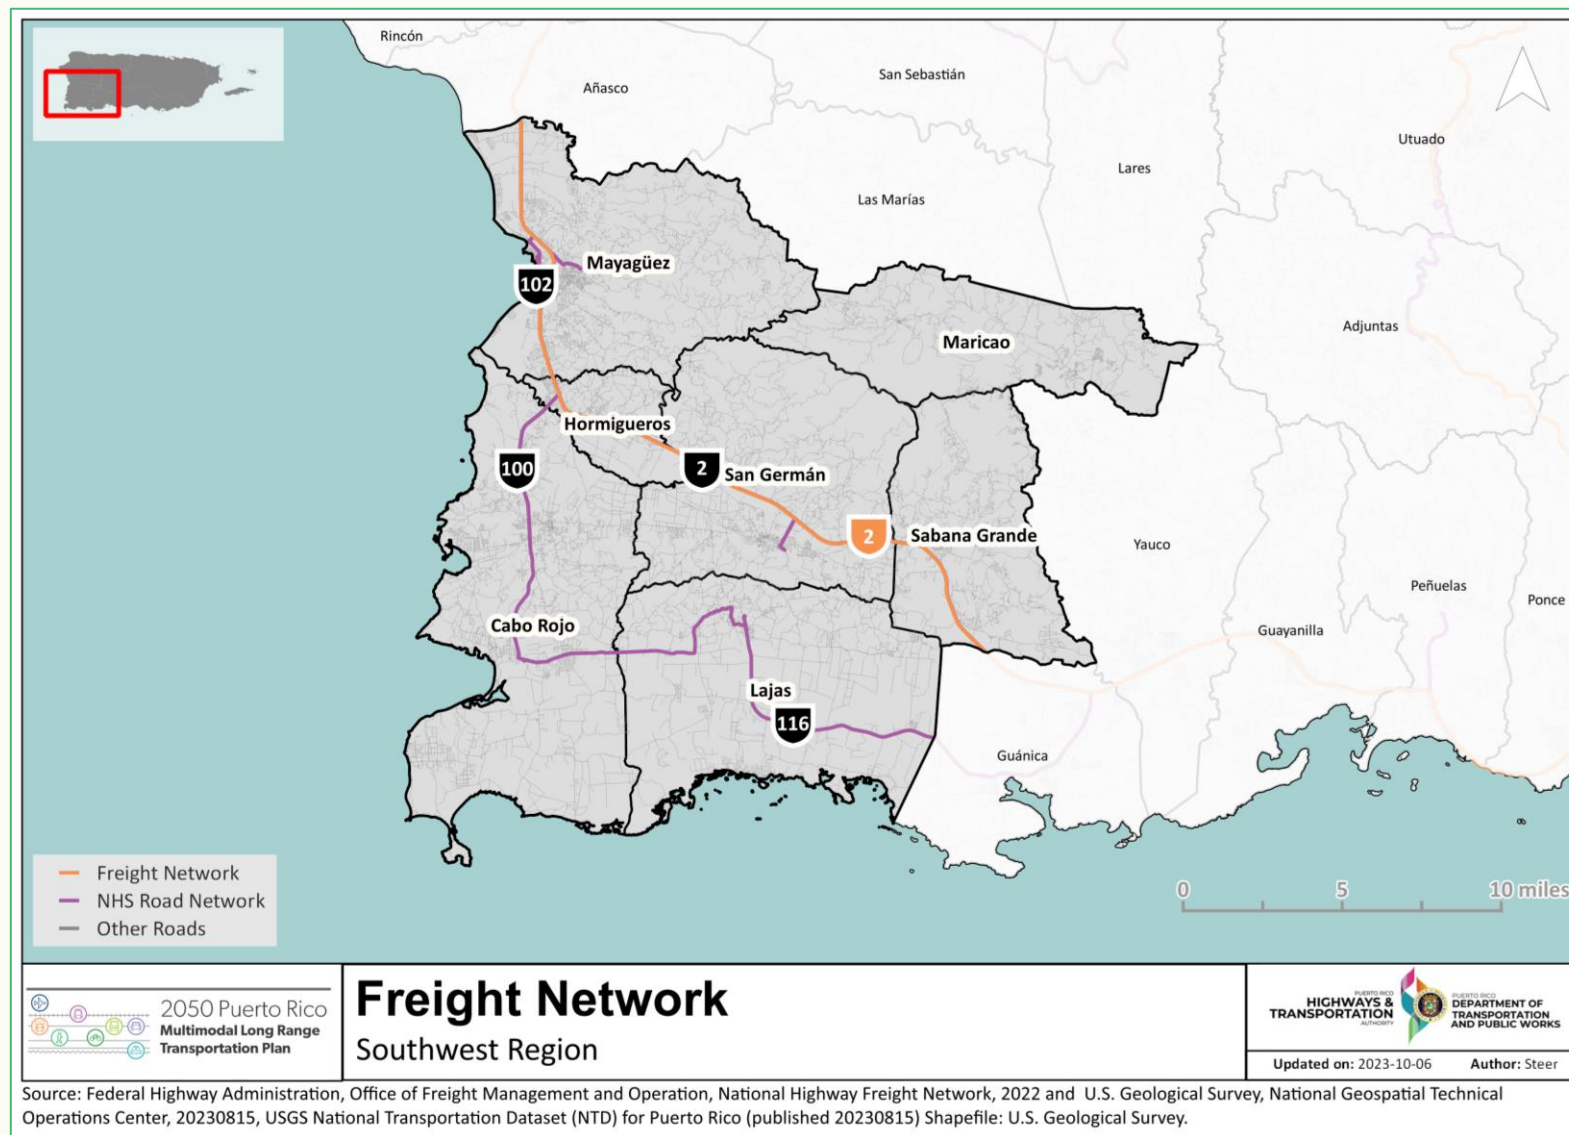 Rincón
Añasco
San Sebastián
Utuado
Lares
Las Marías
Mayagüez
102
Adjuntas
Maricao
Hormigueros
100
2
San Germán
2
Sabana Grande
Yauco
Peñuelas
Ponce
Cabo Rojo
Guayanilla
Lajas
116
Guánica
Freight Network
NHS Road Network
Other Roads
0 5 10 miles
2050 Puerto Rico
Multimodal Long Range
Transportation Plan
Freight Network
Southwest Region
PUERTO RICO
HIGHWAYS &
TRANSPORTATION
AUTHORITY
PUERTO RICO
DEPARTMENT OF
TRANSPORTATION
AND PUBLIC WORKS
Updated on: 2023-10-06 Author: Steer
Source: Federal Highway Administration, Office of Freight Management and Operation, National Highway Freight Network, 2022 and U.S. Geological Survey, National Geospatial Technical
Operations Center, 20230815, USGS National Transportation Dataset (NTD) for Puerto Rico (published 20230815) Shapefile: U.S. Geological Survey.